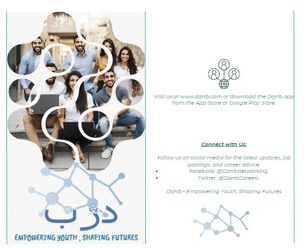 درب
EMPOWERING YOUTH , SHAPING FUTURES
Visit us at www.darrb.com or download the Darrb app
from the App Store or Google Play Store.
Connect with Us:
Follow us on social media for the latest updates, job
postings, and career advice.
• Facebook: @DarrbNetworking
• Twitter: @DarrbCareers
Darrb – Empowering Youth, Shaping Futures